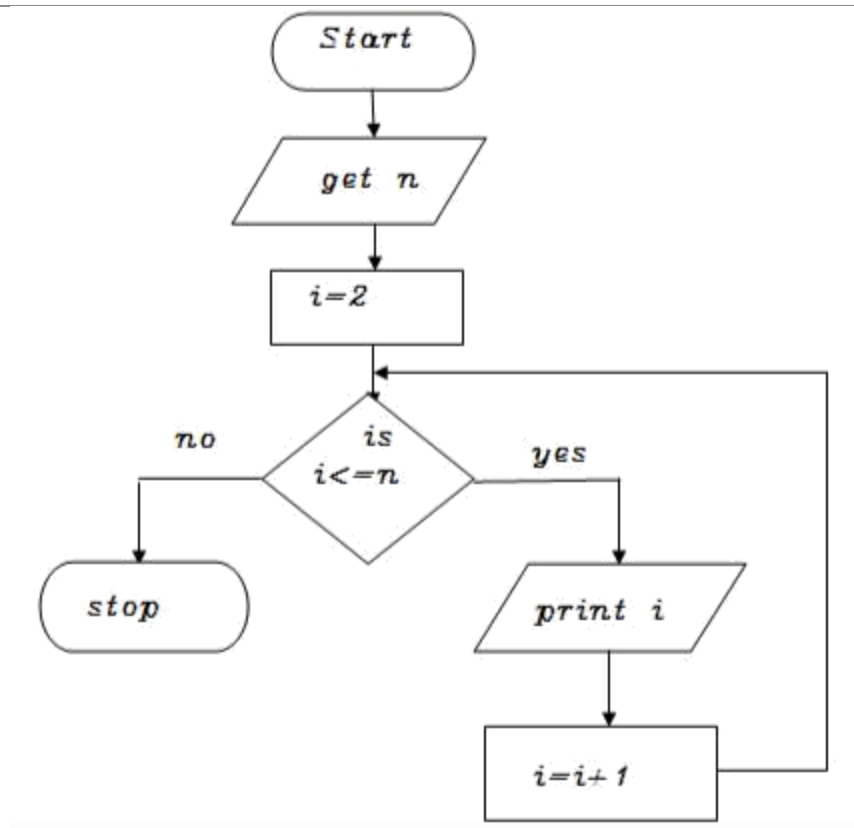 Start
get n
i=2
is
i<=n
no
yes
stop
print i
i=i+1